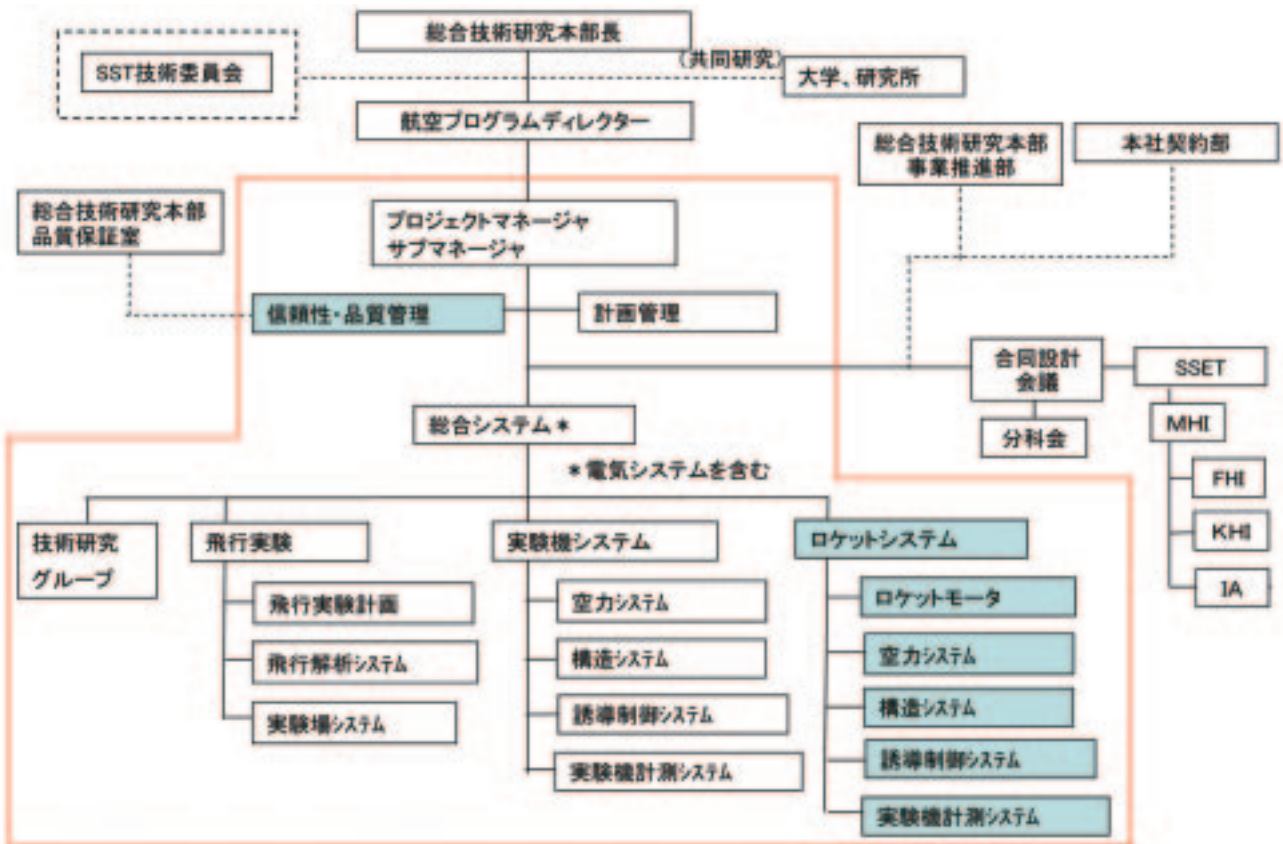 総合技術研究本部長
SST技術委員会
(共同研究)
大学、研究所
航空プログラムディレクター
総合技術研究本部
事業推進部
本社契約部
総合技術研究本部
品質保証室
プロジェクトマネージャ
サブマネージャ
信頼性・品質管理
計画管理
合同設計
会議
SSET
分科会
MHI
FHI
KHI
IA
総合システム*
*電気システムを含む
技術研究
グループ
飛行実験
飛行実験計画
飛行解析システム
実験場システム
実験機システム
空力システム
構造システム
誘導制御システム
実験機計測システム
ロケットシステム
ロケットモータ
空力システム
構造システム
誘導制御システム
実験機計測システム